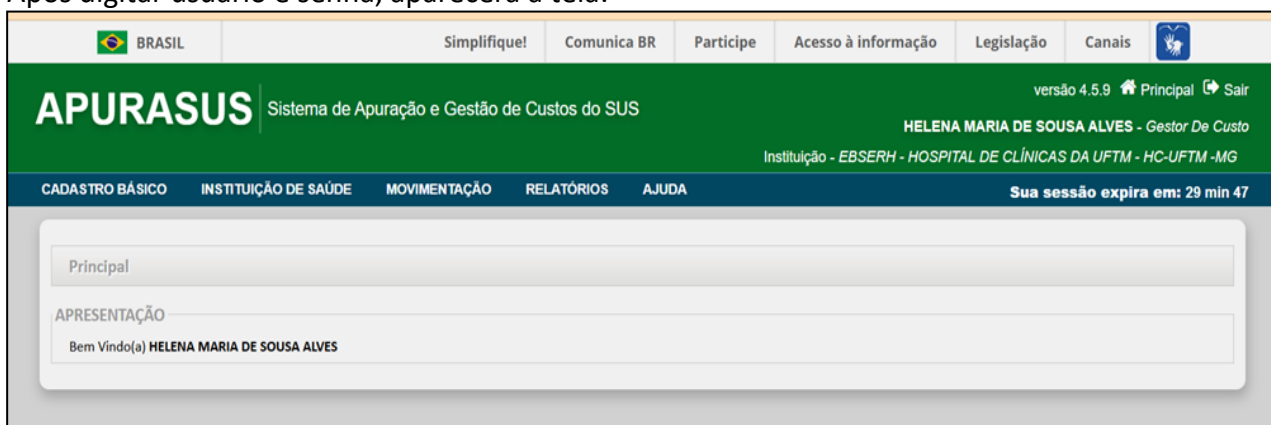 Após digitar usuário e senha, aparecerá a tela:
BRASIL Simplifique! Comunica BR Participe Acesso à informação Legislação Canais
versão 4.5.9 Principal Sair
APURASUS Sistema de Apuração e Gestão de Custos do SUS
HELENA MARIA DE SOUSA ALVES - Gestor De Custo
Instituição - EBSERH - HOSPITAL DE CLÍNICAS DA UFTM - HC-UFTM -MG
CADASTRO BÁSICO INSTITUIÇÃO DE SAÚDE MOVIMENTAÇÃO RELATÓRIOS AJUDA Sua sessão expira em: 29 min 47
Principal
APRESENTAÇÃO
Bem Vindo(a) HELENA MARIA DE SOUSA ALVES